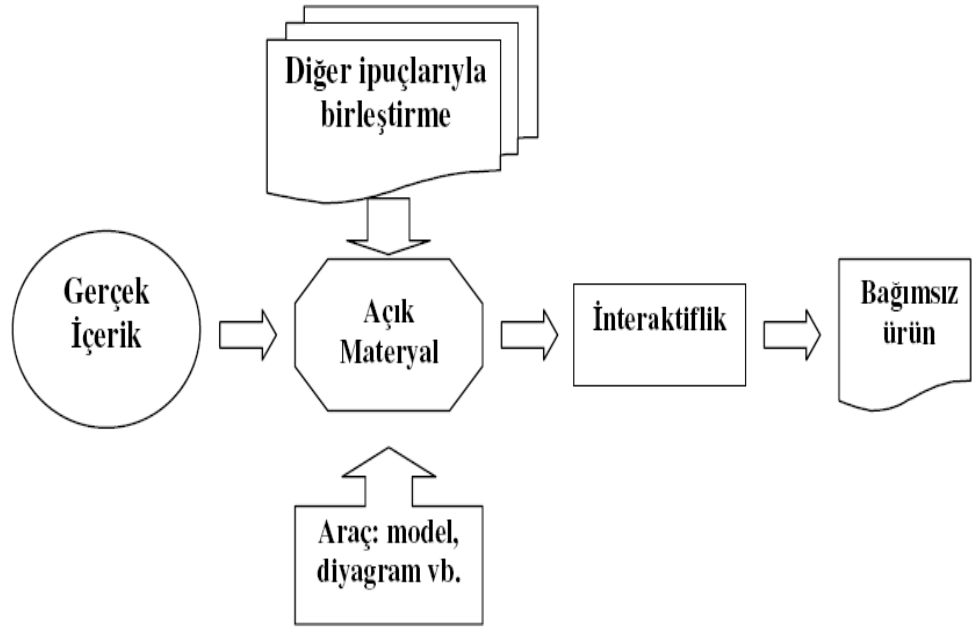 Diğer ipuçlarıyla
birleştirme
Gerçek
İçerik
Açık
Materyal
İnteraktiflik
Bağımsız
ürün
Araç: model,
diyagram vb.